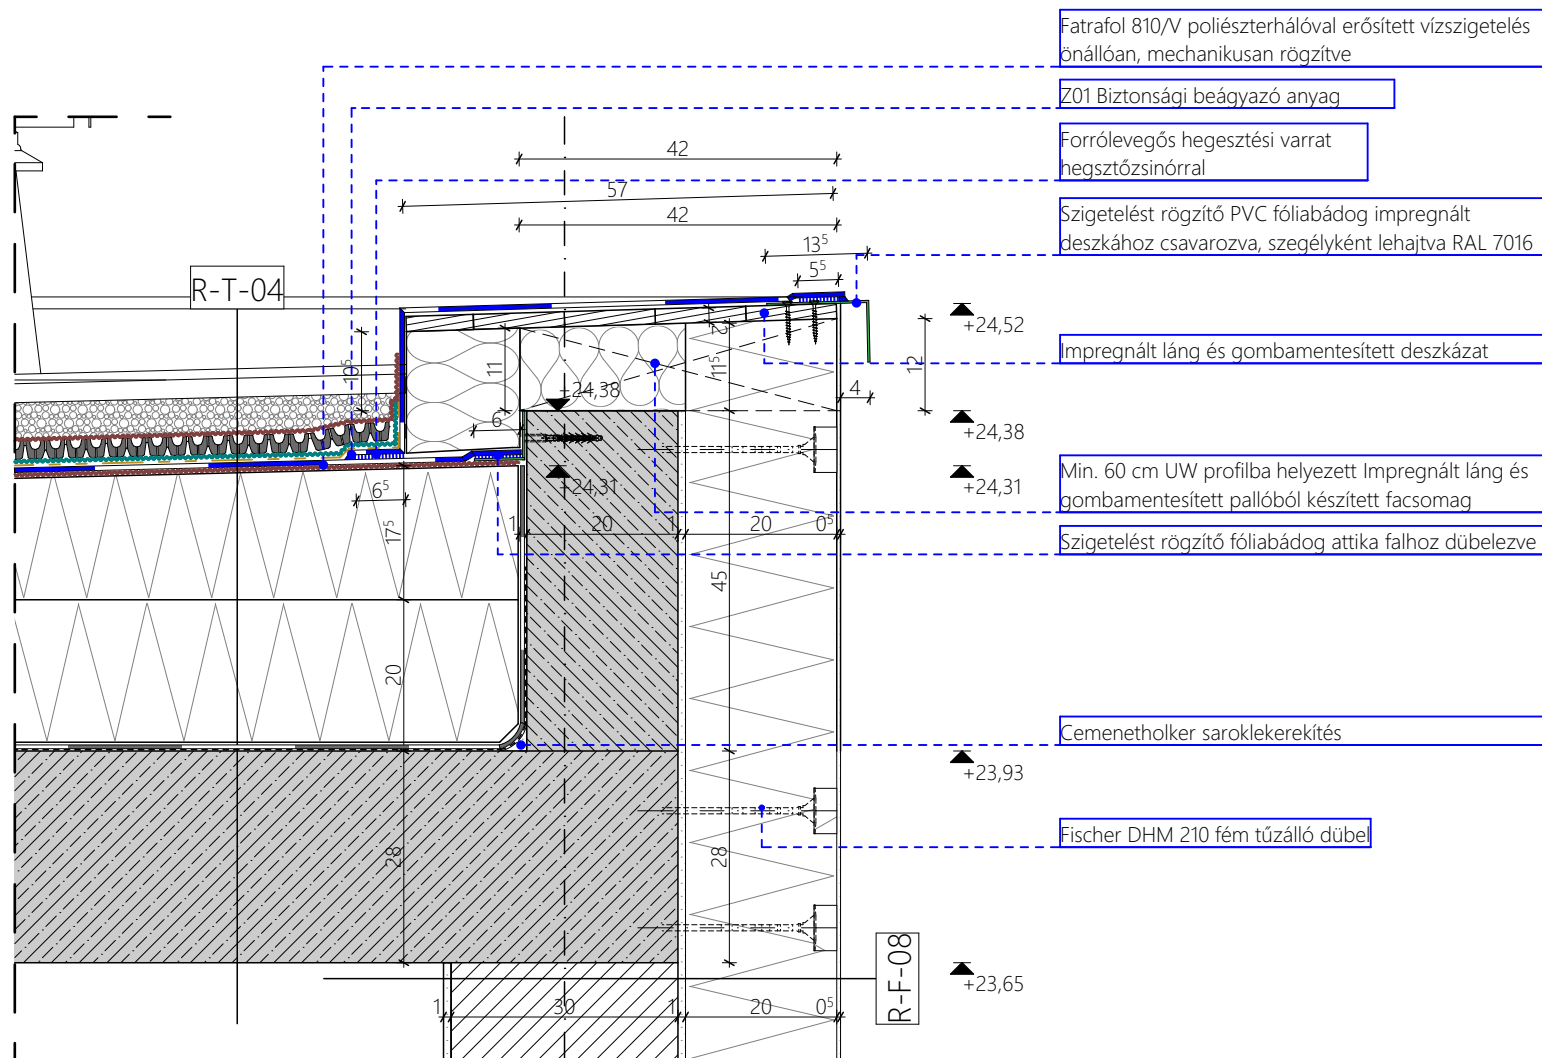 Fatrafol 810/V poliészterhálóval erősített vízszigetelés
önállóan, mechanikusan rögzítve
Z01 Biztonsági beágyazó anyag
Forrólevegős hegesztési varrat
hegsztőzsinórral
42
57
42
Szigetelést rögzítő PVC fóliabádog impregnált
deszkához csavarozva, szegélyként lehajtva RAL 7016
13⁵
5⁵
R-T-04
+24,52
Impregnált láng és gombamentesített deszkázat
10⁵
11
2
11⁵
12
4
+24,38
6
+24,38
Min. 60 cm UW profilba helyezett Impregnált láng és
gombamentesített pallóból készített facsomag
+24,31
+24,31
6⁵
17⁵
1
20
1
20
0⁵
Szigetelést rögzítő fóliabádog attika falhoz dübelezve
45
20
Cemenetholker saroklekerekítés
+23,93
Fischer DHM 210 fém tűzálló dübel
28
28
R-F-08
+23,65
1
30
1
20
0⁵